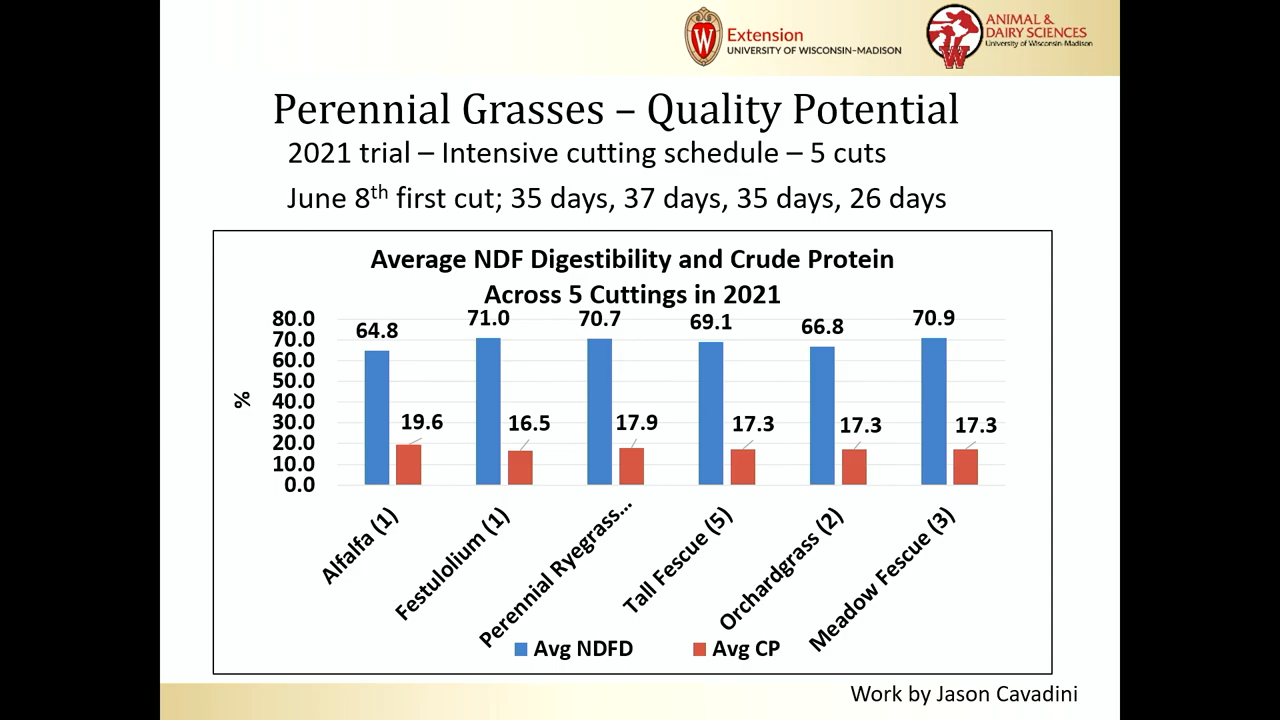 Extension
UNIVERSITY OF WISCONSIN–MADISON
ANIMAL &
DAIRY SCIENCES
University of Wisconsin-Madison
W
W
Perennial Grasses – Quality Potential
2021 trial – Intensive cutting schedule – 5 cuts
June 8th first cut; 35 days, 37 days, 35 days, 26 days
Average NDF Digestibility and Crude Protein
Across 5 Cuttings in 2021
%
80.0
70.0
60.0
50.0
40.0
30.0
20.0
10.0
0.0
64.8
71.0
70.7
69.1
66.8
70.9
19.6
16.5
17.9
17.3
17.3
17.3
Alfalfa (1)
Festulolium (1)
Perennial Ryegrass...
Tall Fescue (5)
Orchardgrass (2)
Meadow Fescue (3)
Avg NDFD
Avg CP
Work by Jason Cavadini